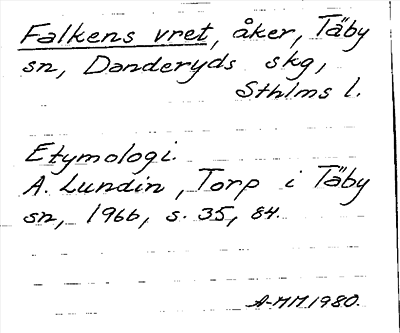 Falkens vret, åker, Täby
sn, Danderyds skg,
Sthlms l.
Etymologi.
A. Lundin, Torp i Täby
sn, 1966, s. 35, 84.
A-MM 1980.